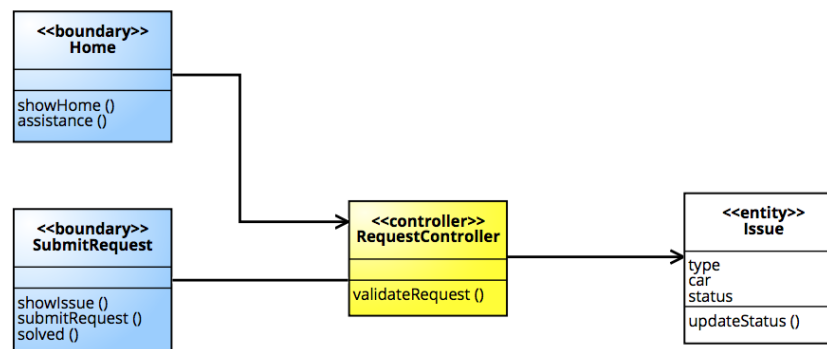 <<boundary>>
Home
showHome ()
assistance ()
<<boundary>>
SubmitRequest
showIssue ()
submitRequest ()
solved ()
<<controller>>
RequestController
validateRequest ()
<<entity>>
Issue
type
car
status
updateStatus ()